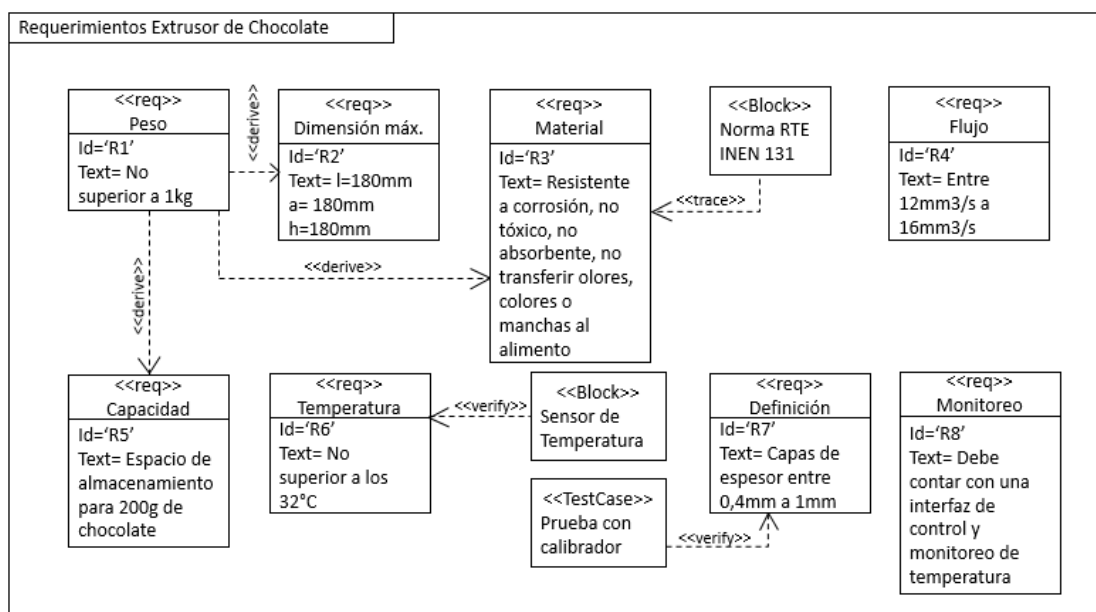 Requerimientos Extrusor de Chocolate
<<req>>
Peso
Id='R1'
Text= No
superior a 1kg
<<derive>>
<<req>>
Dimensión máx.
Id='R2'
Text= l=180mm
a= 180mm
h=180mm
<<req>>
Material
Id='R3'
Text= Resistente
a corrosión, no
tóxico, no
absorbente, no
transferir olores,
colores o
manchas al
alimento
<<Block>>
Norma RTE
INEN 131
<<trace>>
<<req>>
Flujo
Id='R4'
Text= Entre
12mm3/s a
16mm3/s
<<derive>>
<<derive>>
<<req>>
Capacidad
Id='R5'
Text= Espacio de
almacenamiento
para 200g de
chocolate
<<req>>
Temperatura
Id='R6'
Text= No
superior a los
32°C
<<verify>>
<<Block>>
Sensor de
Temperatura
<<TestCase>>
Prueba con
calibrador
<<verify>>
<<req>>
Definición
Id='R7'
Text= Capas de
espesor entre
0,4mm a 1mm
<<req>>
Monitoreo
Id='R8'
Text= Debe
contar con una
interfaz de
control y
monitoreo de
temperatura